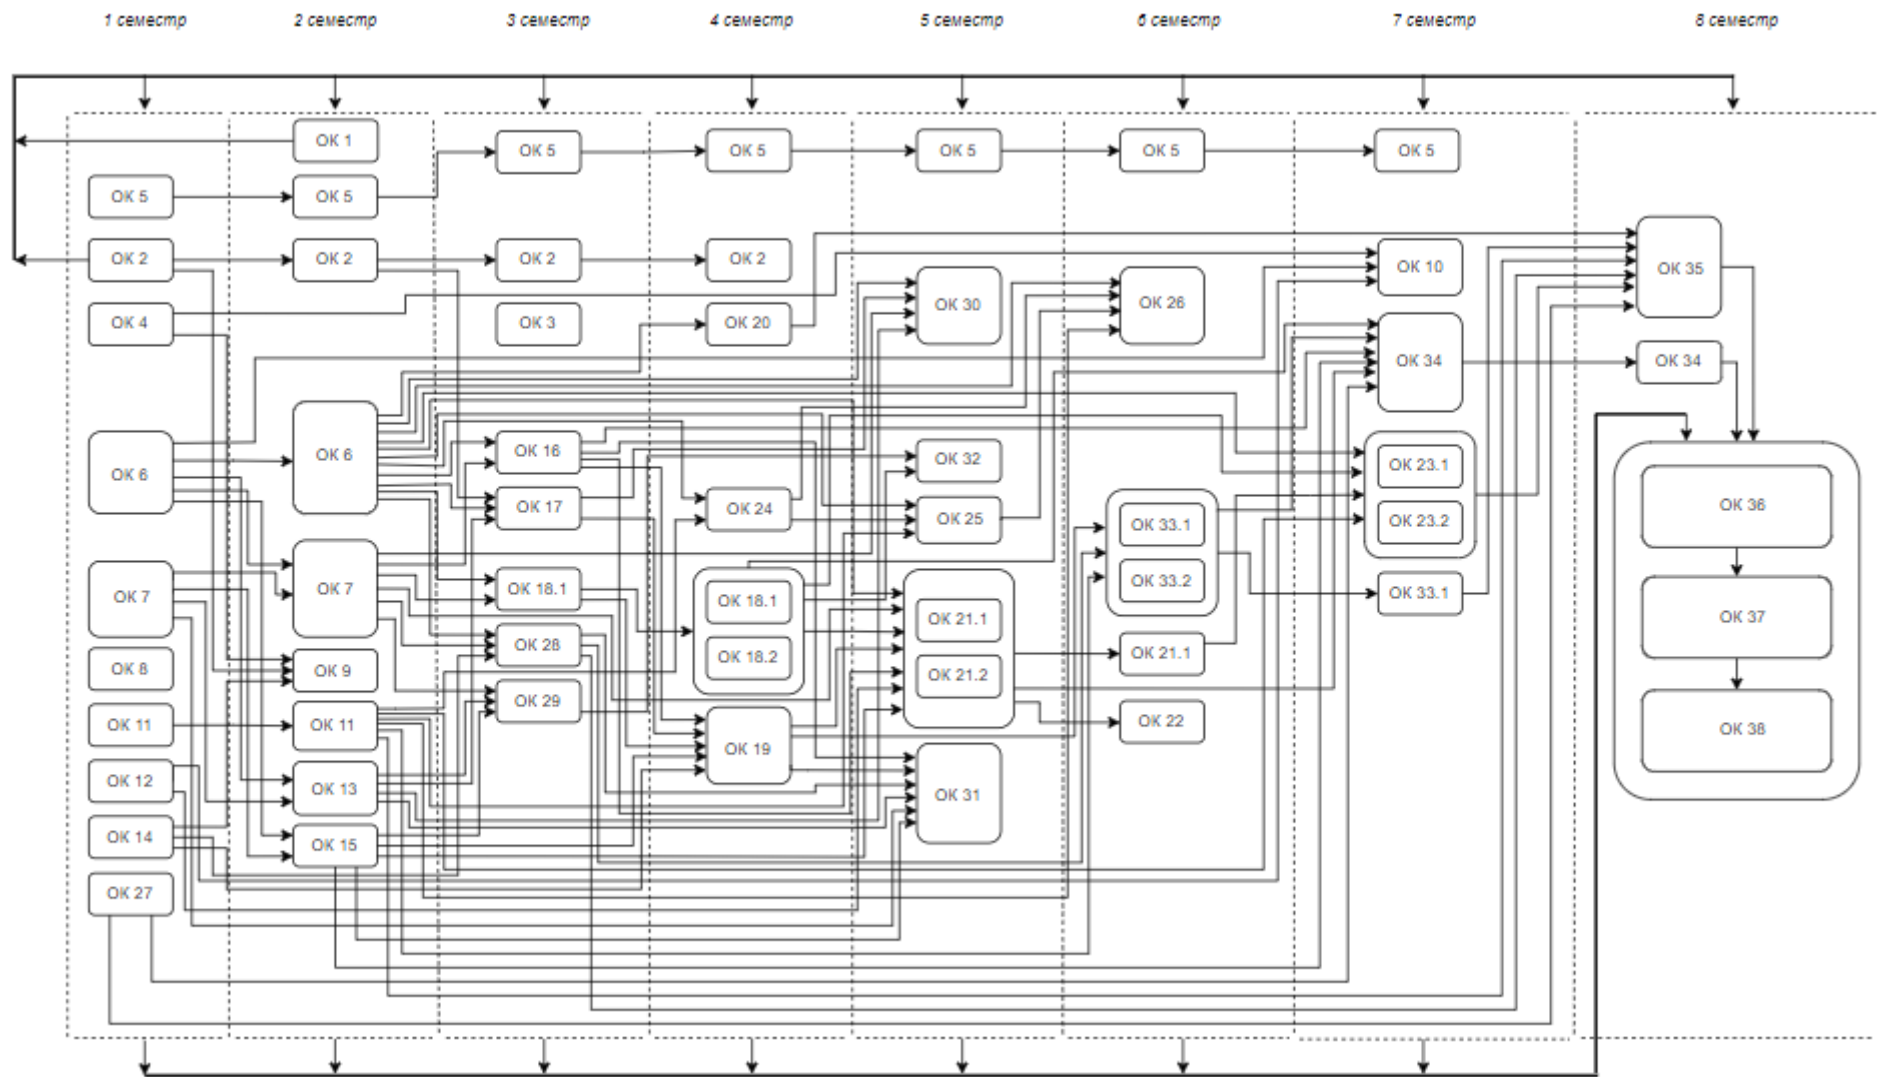 1 семестр
2 семестр
3 семестр
4 семестр
5 семестр
6 семестр
7 семестр
8 семестр
ОК 5
ОК 2
ОК 4
ОК 6
ОК 7
ОК 8
ОК 11
ОК 12
ОК 14
ОК 27
ОК 1
ОК 5
ОК 2
ОК 6
ОК 7
ОК 9
ОК 11
ОК 13
ОК 15
ОК 5
ОК 2
ОК 3
ОК 16
ОК 17
ОК 18.1
ОК 28
ОК 29
ОК 5
ОК 2
ОК 20
ОК 24
ОК 18.1
ОК 18.2
ОК 19
ОК 5
ОК 30
ОК 32
ОК 25
ОК 21.1
ОК 21.2
ОК 31
ОК 5
ОК 26
ОК 33.1
ОК 33.2
ОК 21.1
ОК 22
ОК 5
ОК 10
ОК 34
ОК 23.1
ОК 23.2
ОК 33.1
ОК 35
ОК 34
ОК 36
ОК 37
ОК 38